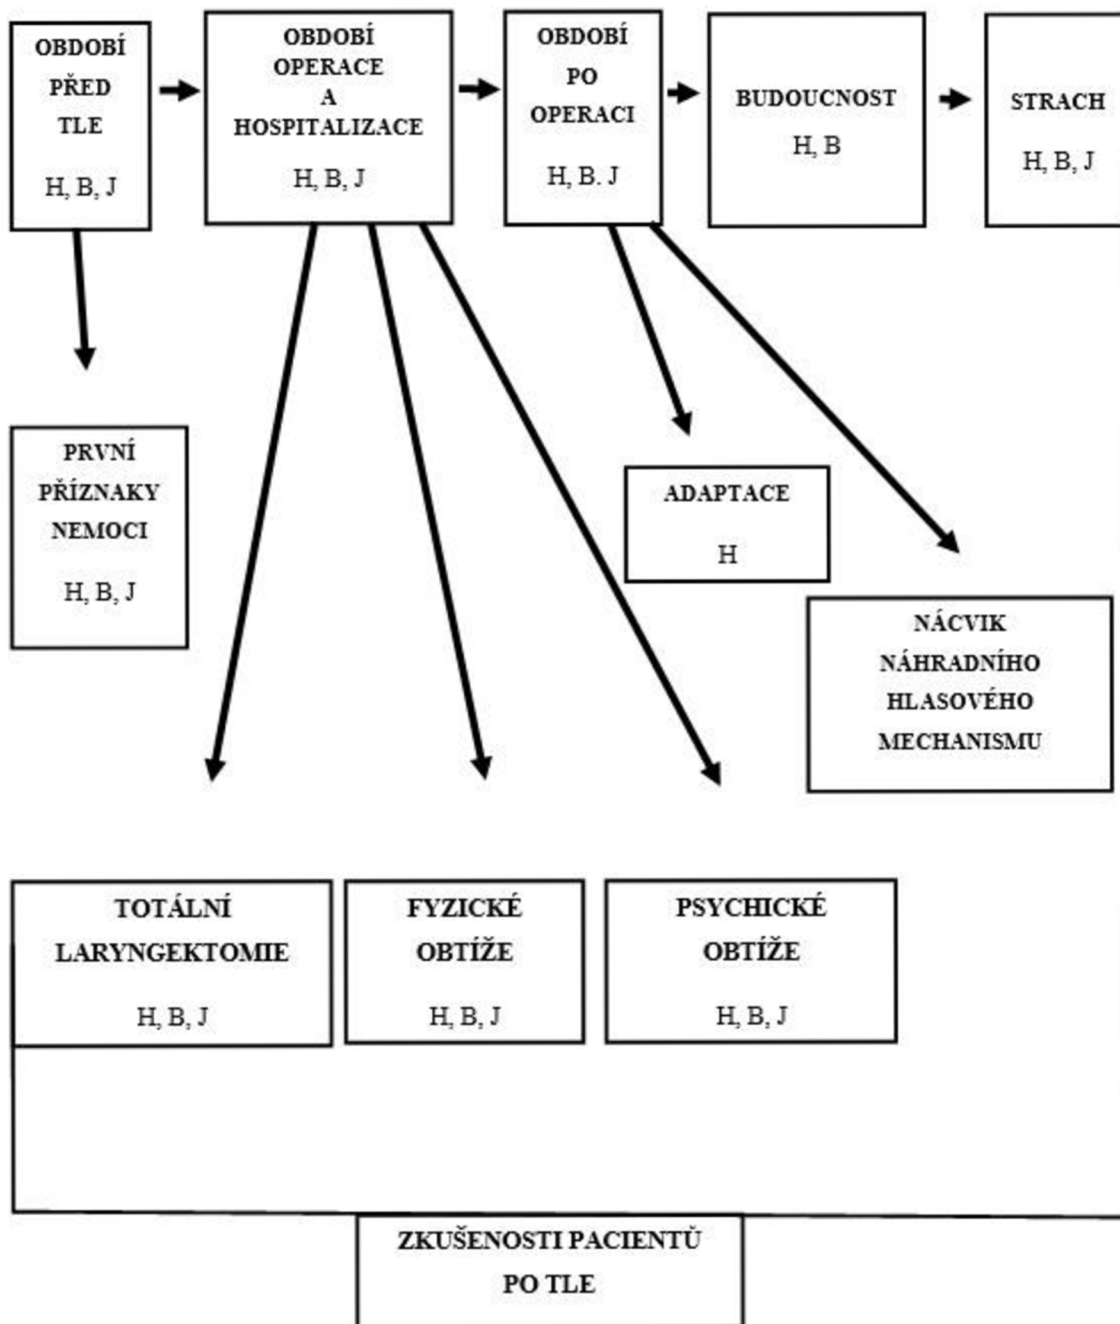 OBDOBÍ
PŘED
TLE
H, B, J
OBDOBÍ
OPERACE
A
HOSPITALIZACE
H, B, J
OBDOBÍ
PO
OPERACI
H, B. J
BUDOUCNOST
H, B
STRACH
H, B, J
PRVNÍ
PŘÍZNAKY
NEMOCI
H, B, J
ADAPTACE
H
NÁCVIK
NÁHRADNÍHO
HLASOVÉHO
MECHANISMU
TOTÁLNÍ
LARYNGEKTOMIE
H, B, J
FYZICKÉ
OBTÍŽE
H, B, J
PSYCHICKÉ
OBTÍŽE
H, B, J
ZKUŠENOSTI PACIENTŮ
PO TLE